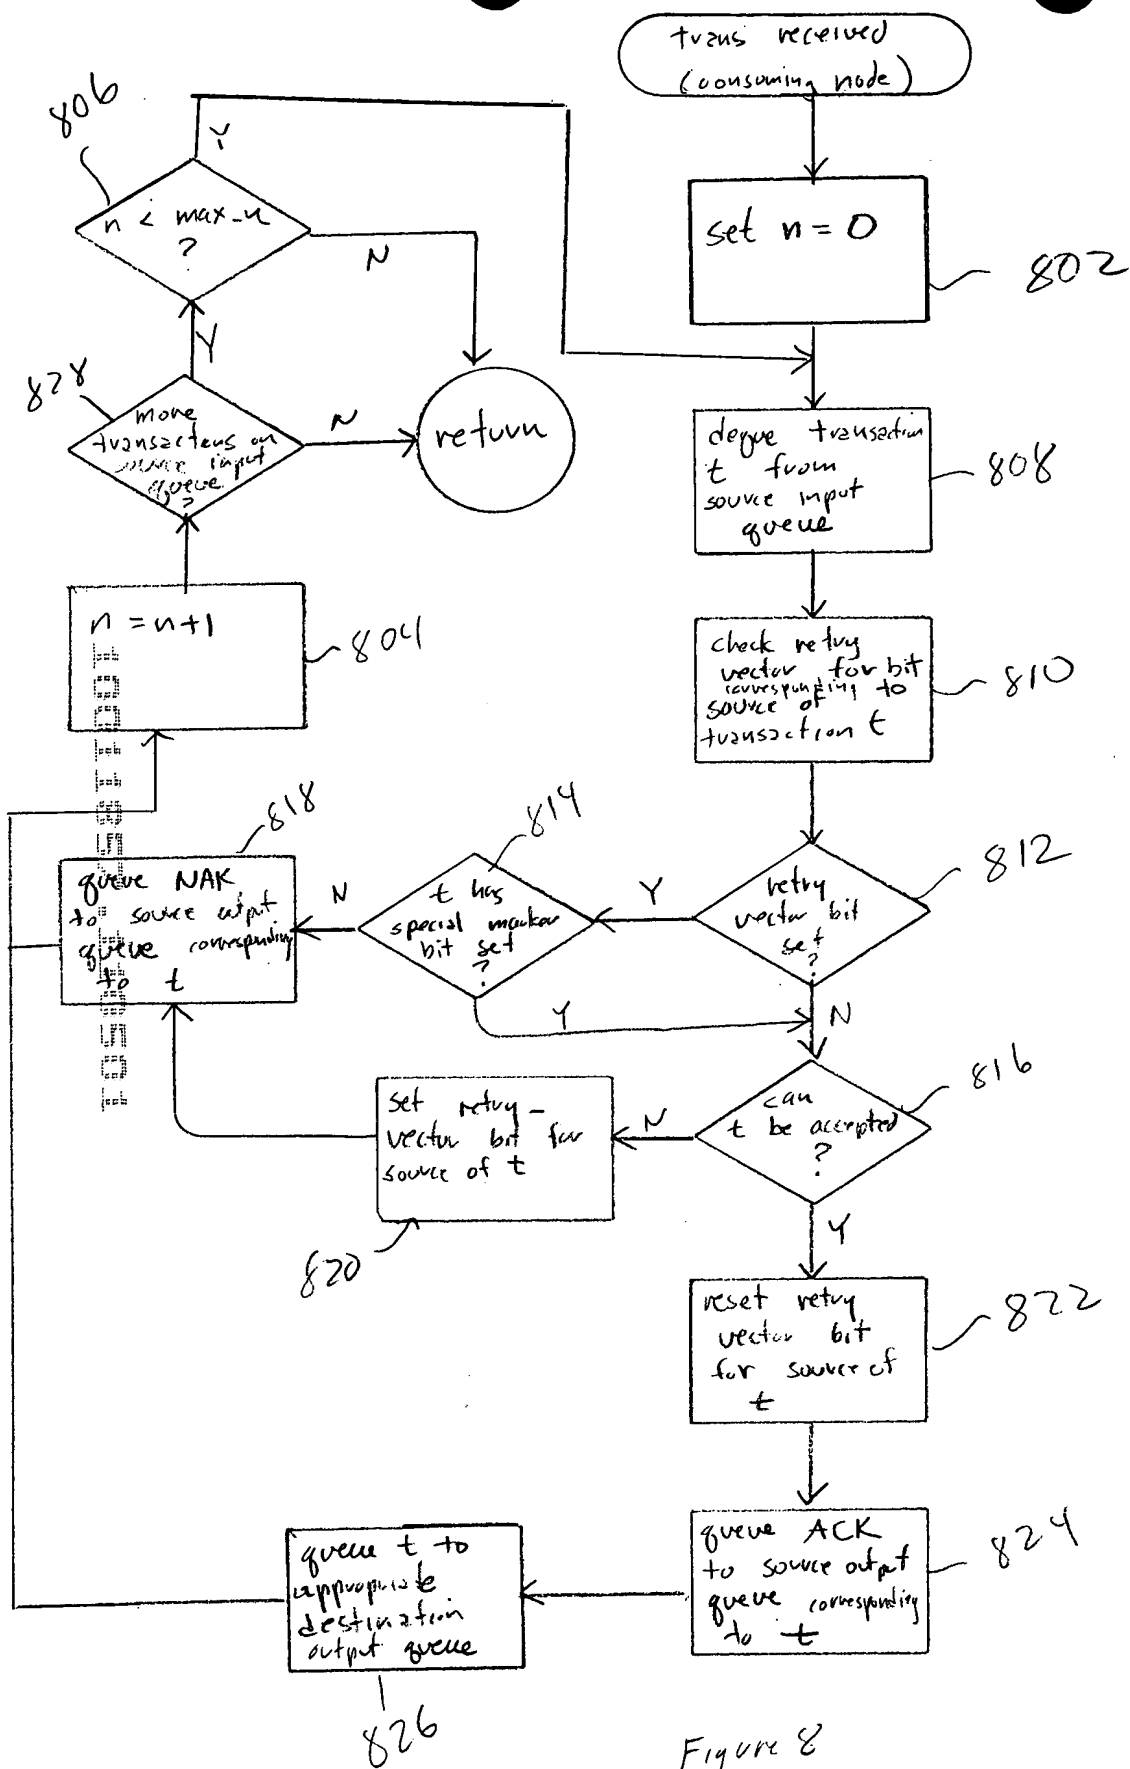 trans received
(consuming node)
806
Y
n < max_n
?
N
set n = 0
802
828
Y
more
transactions on
source input
queue
?
N
return
deque transaction
t from
source input
queue
808
n = n+1
804
check retry
vector for bit
corresponding to
source of
transaction t
810
818
814
812
queue NAK
to source output
queue corresponding
to t
N
t has
special marker
bit set
?
Y
retry
vector bit
set
?
Y
N
816
set retry_
vector bit for
source of t
N
can
t be accepted
?
820
Y
reset retry
vector bit
for source of
t
822
queue t to
appropriate
destination
output queue
queue ACK
to source output
queue corresponding
to t
824
826
Figure 8